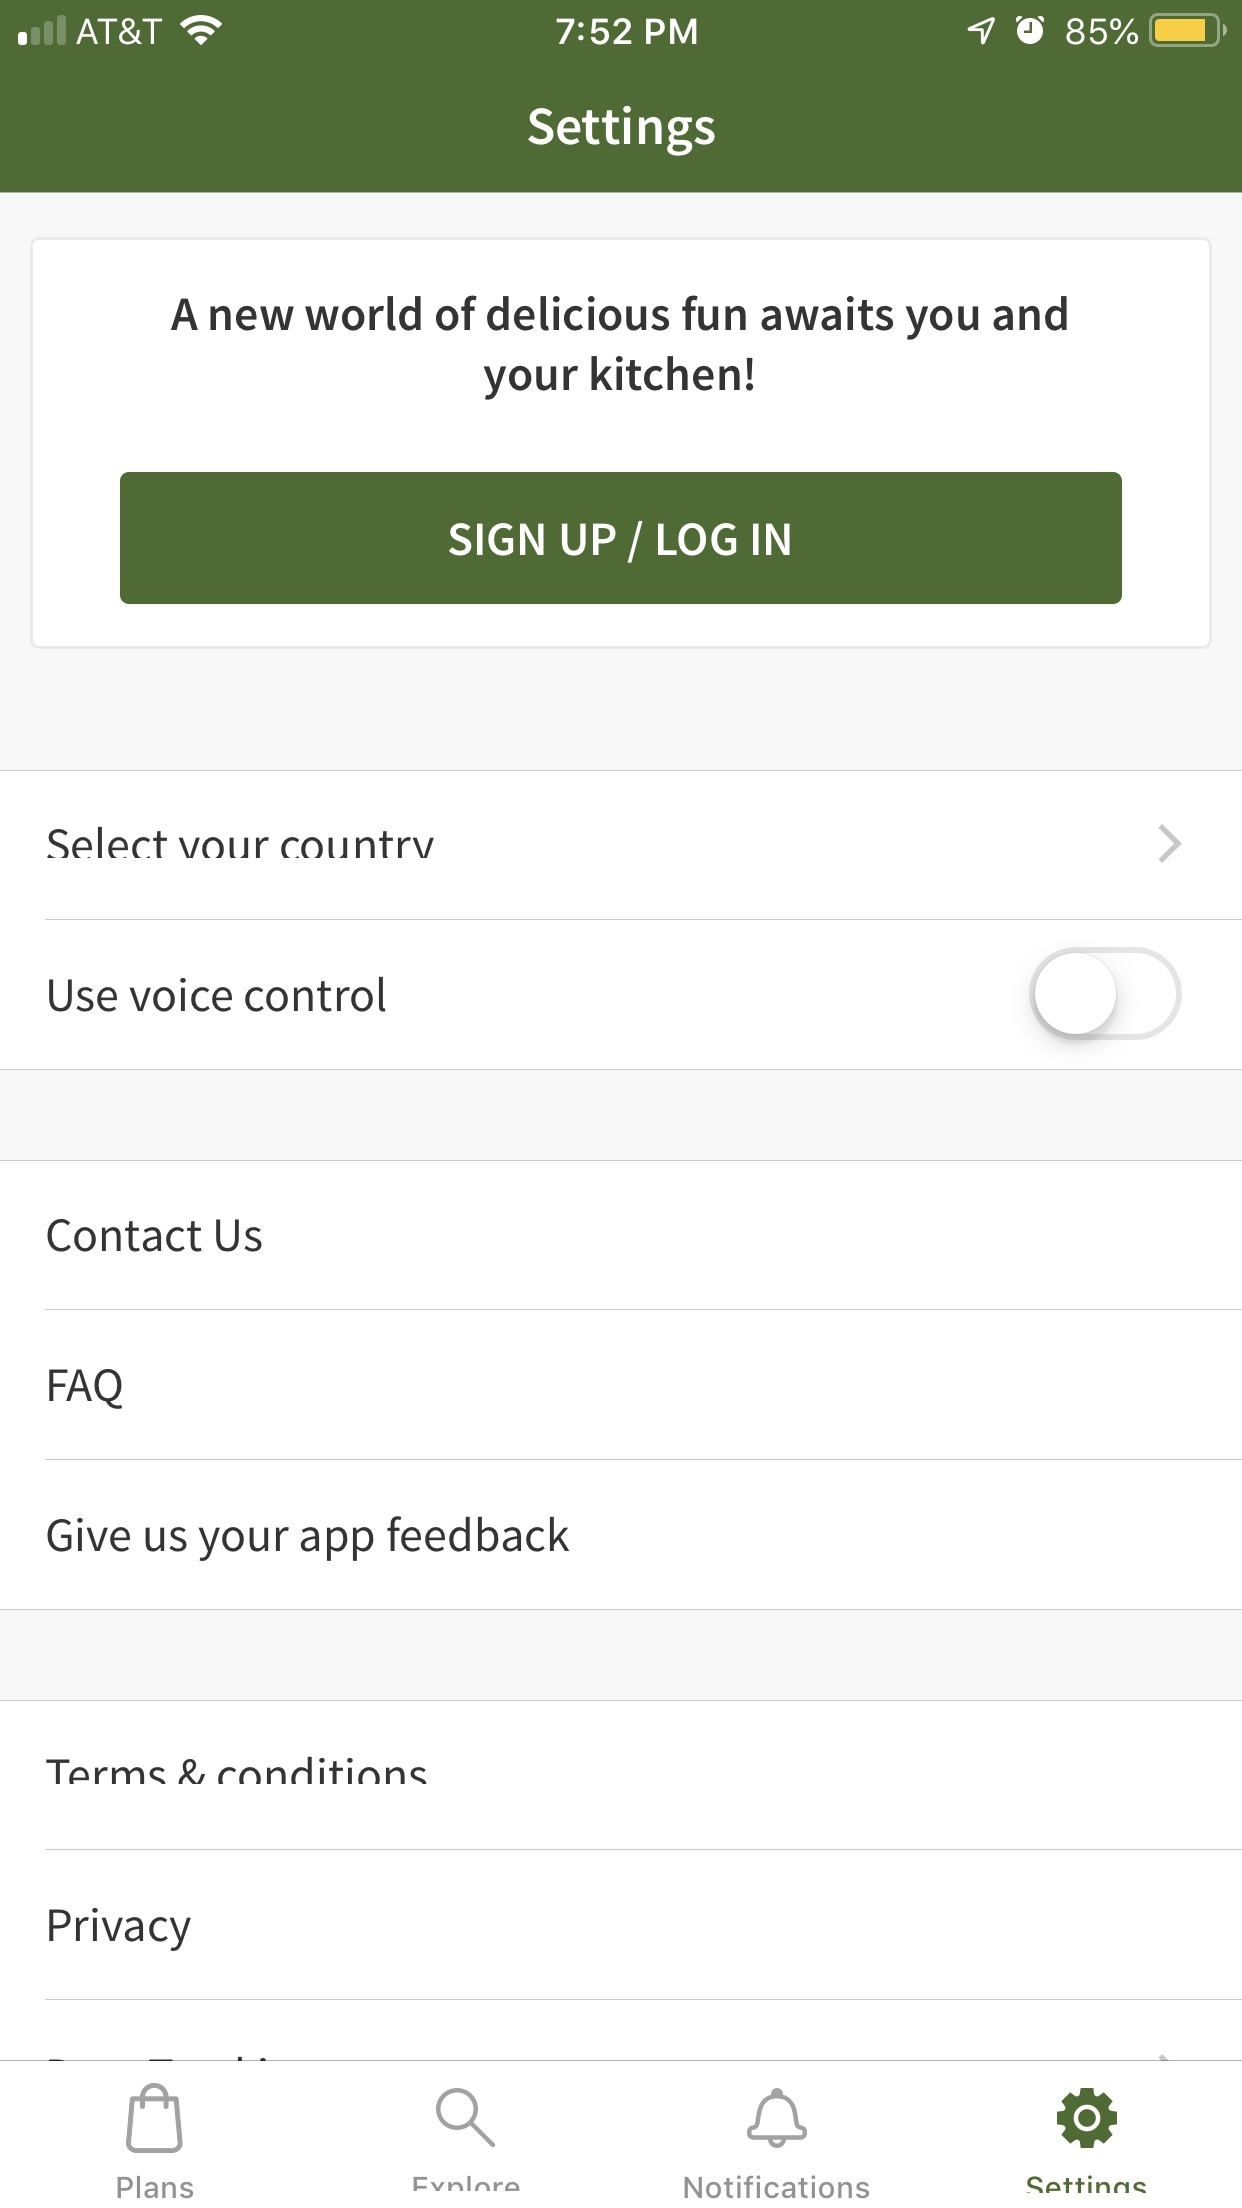 AT&T 7:52 PM 85%
Settings
A new world of delicious fun awaits you and
your kitchen!
SIGN UP / LOG IN
Select your country
Use voice control
Contact Us
FAQ
Give us your app feedback
Terms & conditions
Privacy
Plans Explore Notifications Settings